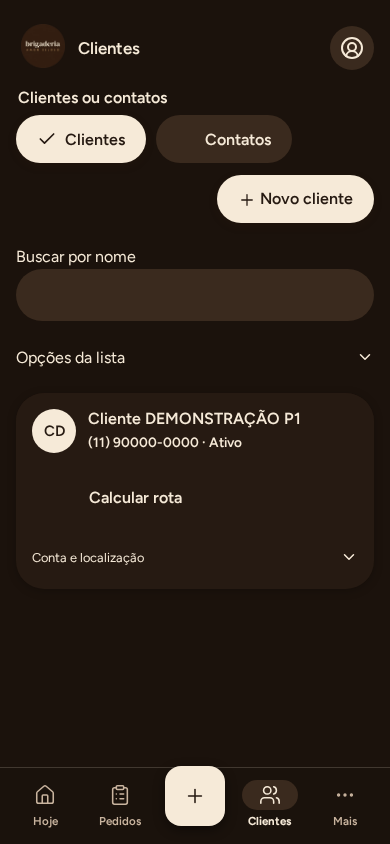 brigaderia
Clientes
Clientes ou contatos
Clientes
Contatos
+ Novo cliente
Buscar por nome
Opções da lista
CD
Cliente DEMONSTRAÇÃO P1
(11) 90000-0000 · Ativo
Calcular rota
Conta e localização
Hoje
Pedidos
Clientes
Mais